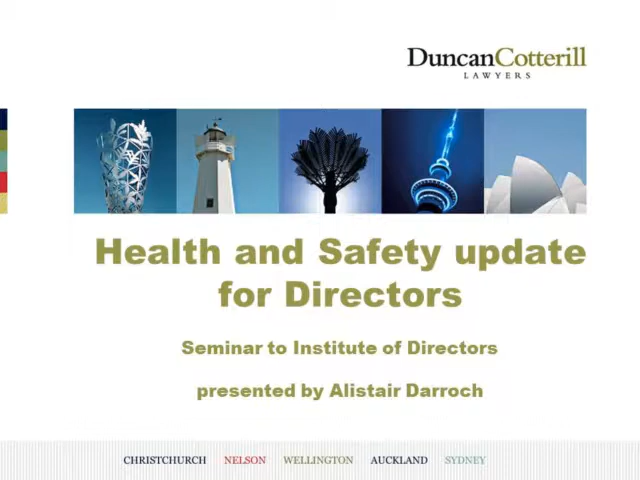 DuncanCotterill
LAWYERS
Health and Safety update
for Directors
Seminar to Institute of Directors
presented by Alistair Darroch
CHRISTCHURCH NELSON WELLINGTON AUCKLAND SYDNEY